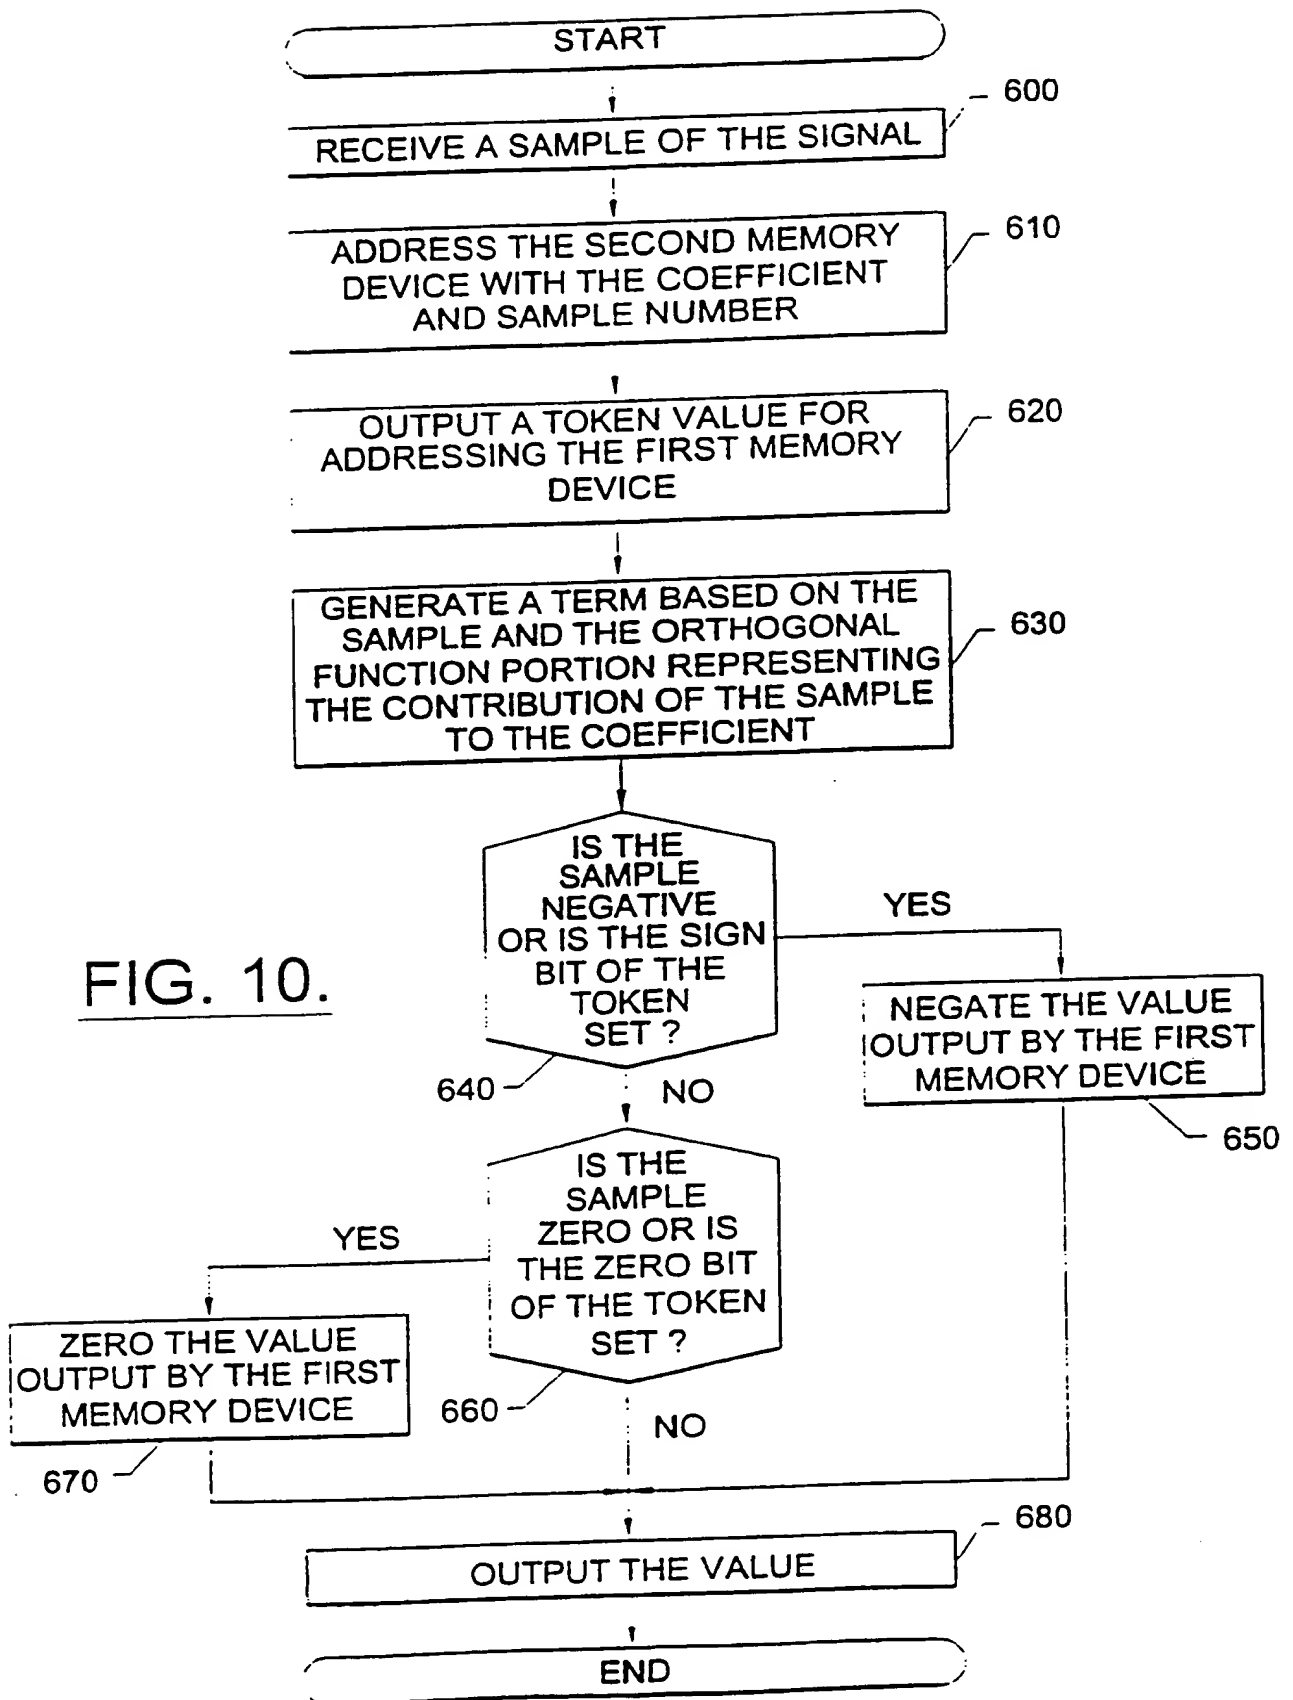 START
600
RECEIVE A SAMPLE OF THE SIGNAL
610
ADDRESS THE SECOND MEMORY
DEVICE WITH THE COEFFICIENT
AND SAMPLE NUMBER
620
OUTPUT A TOKEN VALUE FOR
ADDRESSING THE FIRST MEMORY
DEVICE
GENERATE A TERM BASED ON THE
SAMPLE AND THE ORTHOGONAL
FUNCTION PORTION REPRESENTING
THE CONTRIBUTION OF THE SAMPLE
TO THE COEFFICIENT
630
IS THE
SAMPLE
NEGATIVE
OR IS THE SIGN
BIT OF THE
TOKEN
SET ?
YES
FIG. 10.
NEGATE THE VALUE
OUTPUT BY THE FIRST
MEMORY DEVICE
640
NO
650
IS THE
SAMPLE
ZERO OR IS
THE ZERO BIT
OF THE TOKEN
SET ?
YES
ZERO THE VALUE
OUTPUT BY THE FIRST
MEMORY DEVICE
660
NO
670
680
OUTPUT THE VALUE
END